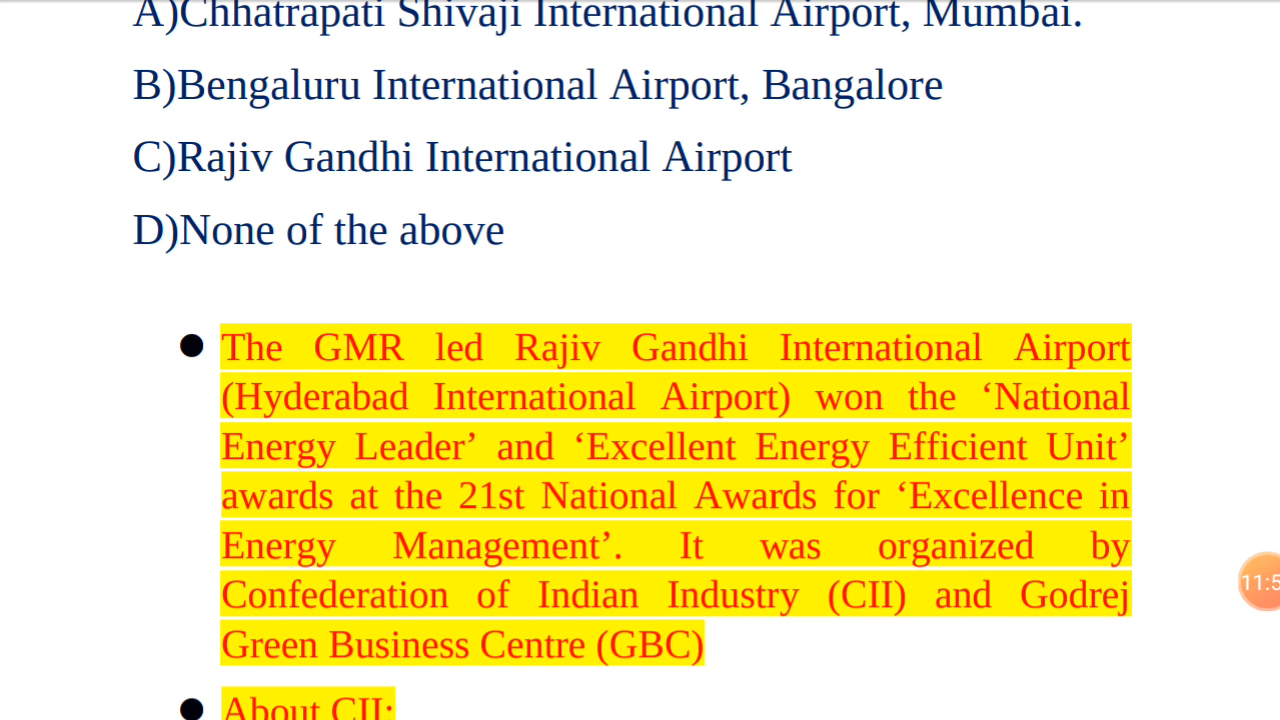 A)Chhatrapati Shivaji International Airport, Mumbai.
B)Bengaluru International Airport, Bangalore
C)Rajiv Gandhi International Airport
D)None of the above
● The GMR led Rajiv Gandhi International Airport
(Hyderabad International Airport) won the ‘National
Energy Leader’ and ‘Excellent Energy Efficient Unit’
awards at the 21st National Awards for ‘Excellence in
Energy Management’. It was organized by
Confederation of Indian Industry (CII) and Godrej
Green Business Centre (GBC)
● About CII:
11:5